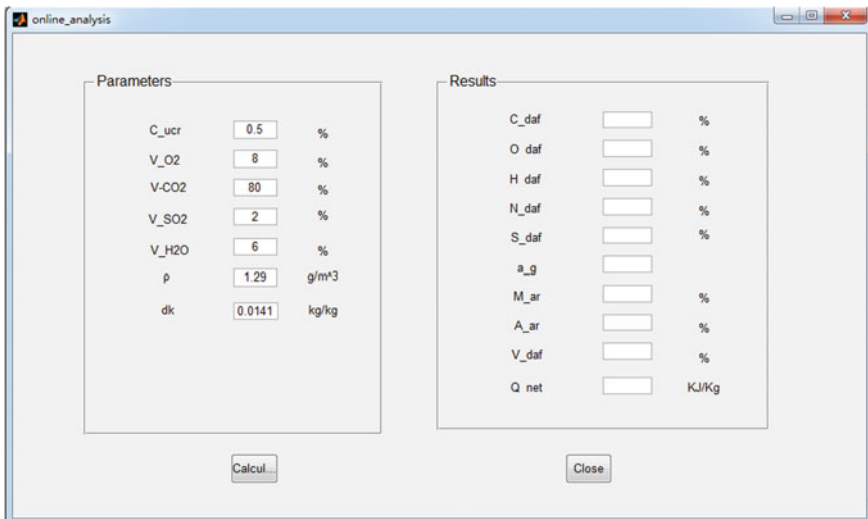 online_analysis
Parameters
C_ucr 0.5 %
V_O2 8 %
V-CO2 80 %
V_SO2 2 %
V_H2O 6 %
ρ 1.29 g/m^3
dk 0.0141 kg/kg
Calcul...
Results
C_daf %
O daf %
H daf %
N_daf %
S_daf %
a_g
M_ar %
A_ar %
V_daf %
Q net KJ/Kg
Close